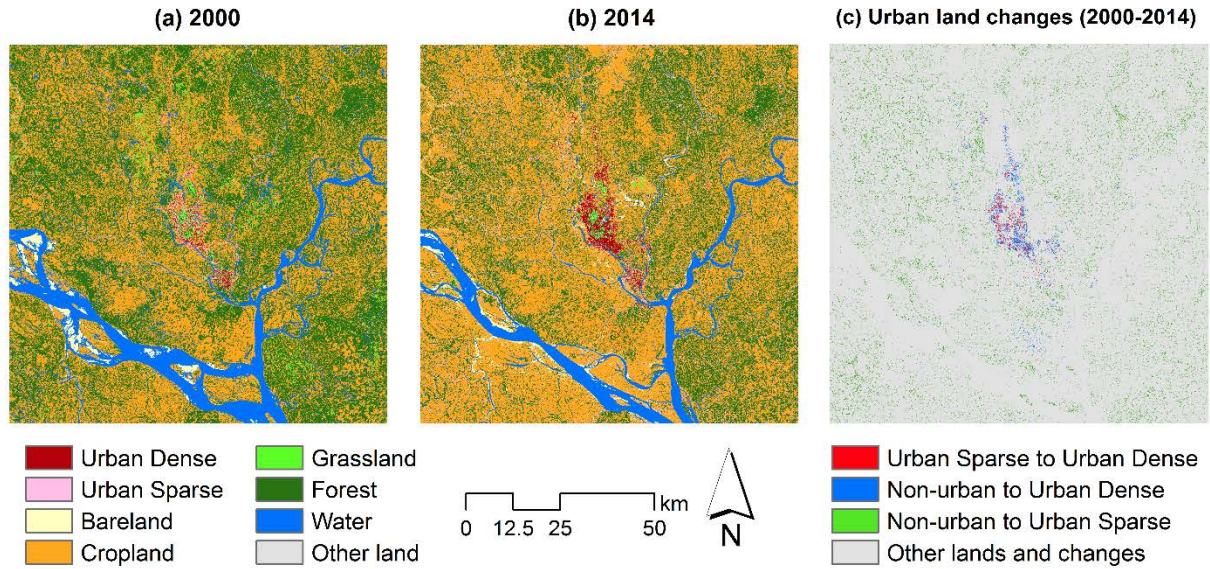 (a) 2000
(b) 2014
(c) Urban land changes (2000-2014)
Urban Dense
Urban Sparse
Bareland
Cropland
Grassland
Forest
Water
Other land
km
0 12.5 25 50
N
Urban Sparse to Urban Dense
Non-urban to Urban Dense
Non-urban to Urban Sparse
Other lands and changes